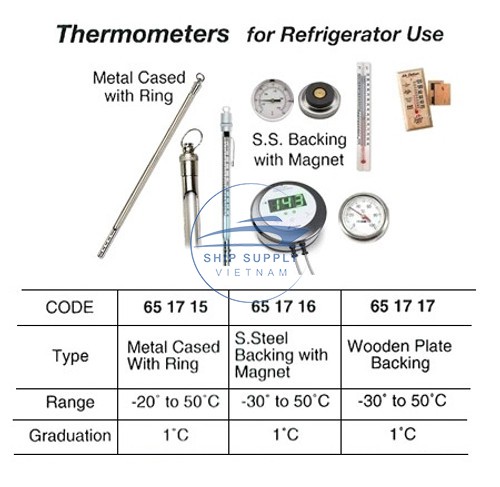 Thermometers for Refrigerator Use
Metal Cased
with Ring
S.S. Backing
with Magnet
143
SHIP SUPPLY
VIETNAM
CODE 65 17 15 65 17 16 65 17 17
Type Metal Cased With Ring S.Steel Backing with Magnet Wooden Plate Backing
Range -20˚ to 50˚C -30˚ to 50˚C -30˚ to 50˚C
Graduation 1˚C 1˚C 1˚C